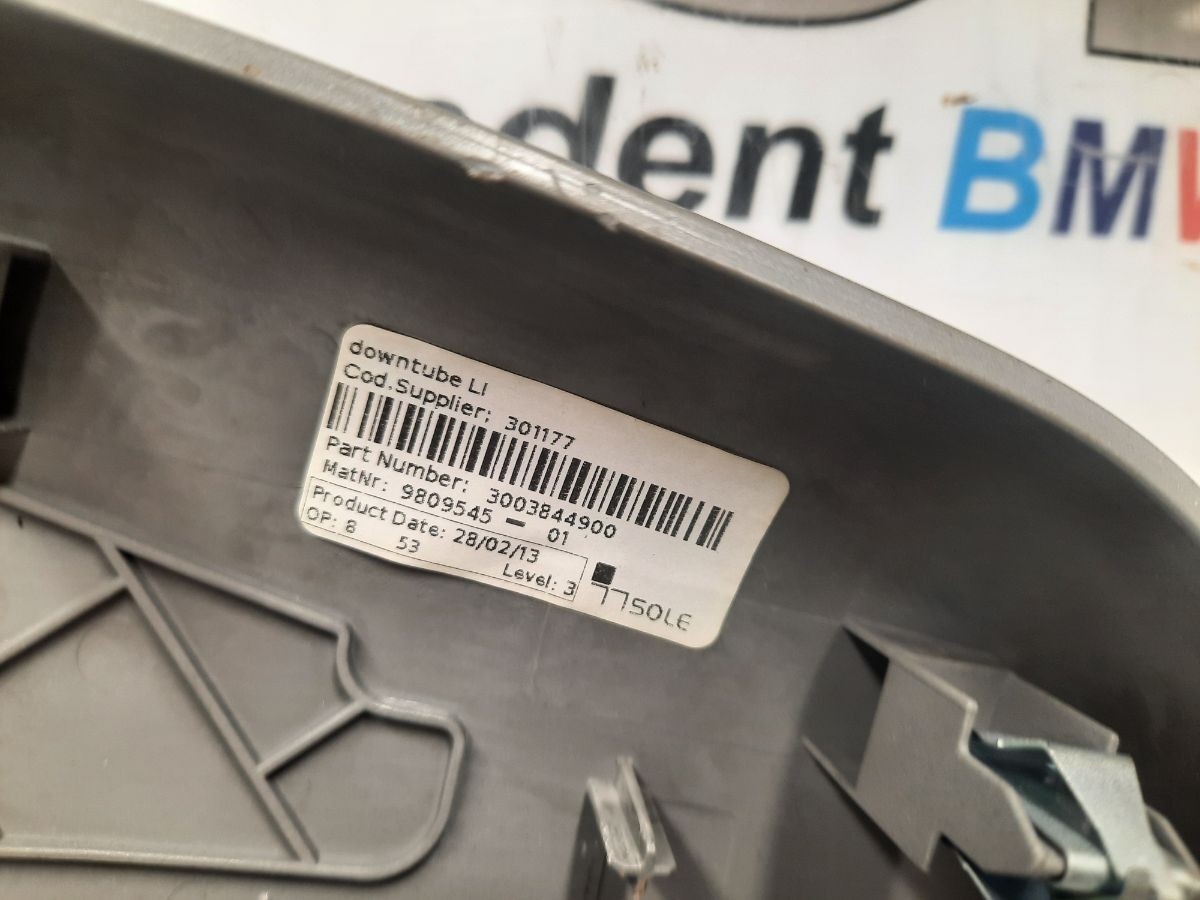 dent BMW
downtube LI
Cod.Supplier: 301177
Part Number: 3003844900
MatNr: 9809545 - 01
Product Date: 28/02/13
OP: 8 53 Level: 3
SOLE